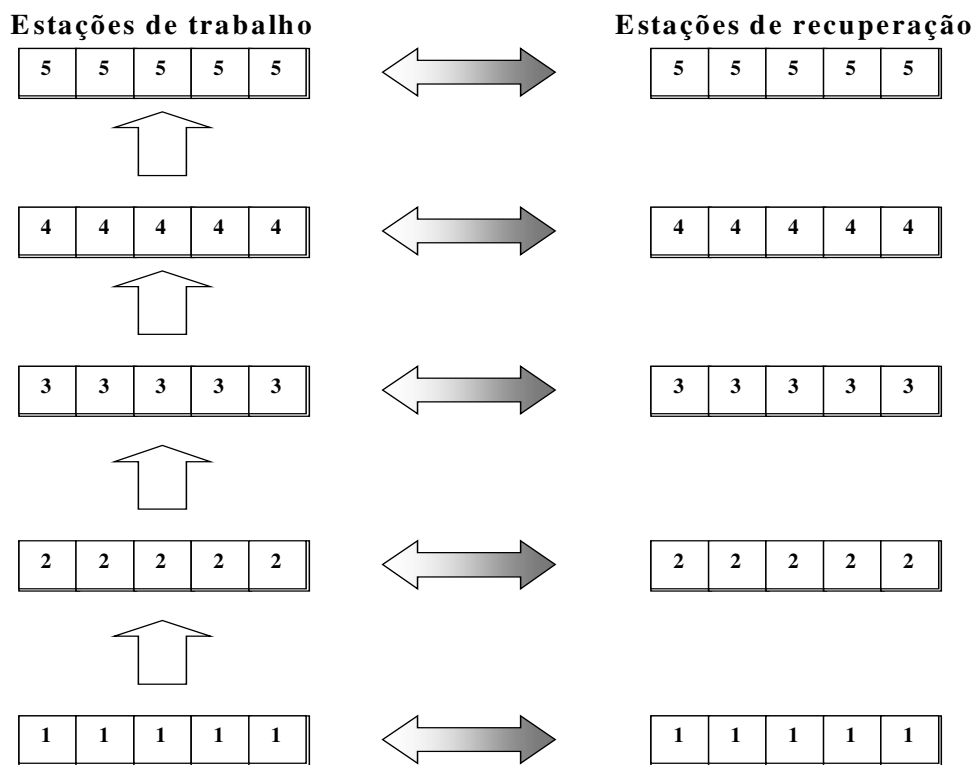 Estações de trabalho Estações de recuperação
5 5 5 5 5 5 5 5 5 5
4 4 4 4 4 4 4 4 4 4
3 3 3 3 3 3 3 3 3 3
2 2 2 2 2 2 2 2 2 2
1 1 1 1 1 1 1 1 1 1